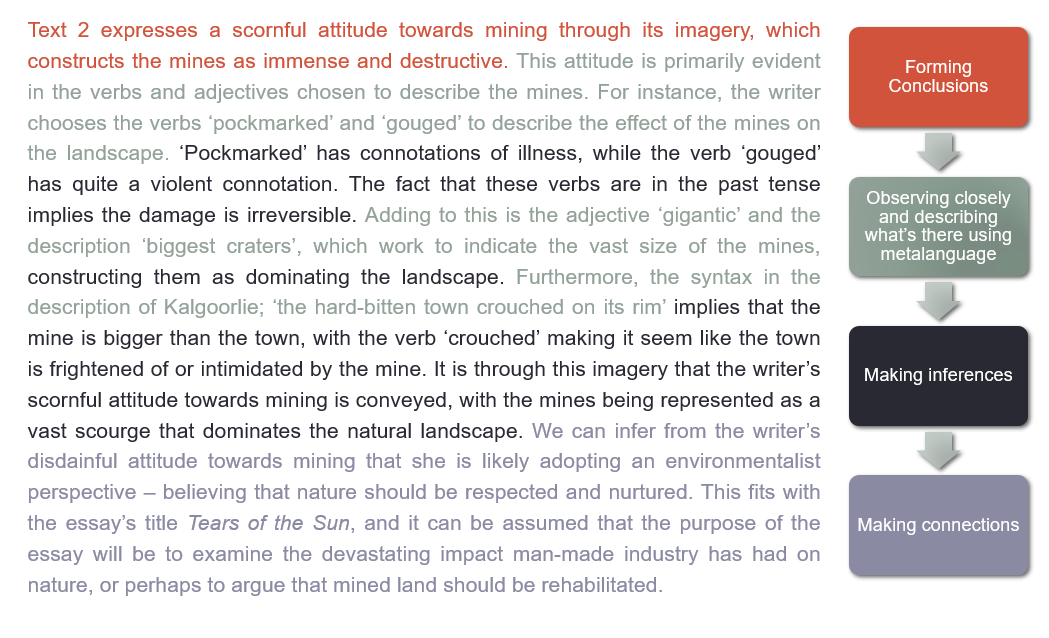 Text 2 expresses a scornful attitude towards mining through its imagery, which
constructs the mines as immense and destructive. This attitude is primarily evident
in the verbs and adjectives chosen to describe the mines. For instance, the writer
chooses the verbs ‘pockmarked’ and ‘gouged’ to describe the effect of the mines on
the landscape. ‘Pockmarked’ has connotations of illness, while the verb ‘gouged’
has quite a violent connotation. The fact that these verbs are in the past tense
implies the damage is irreversible. Adding to this is the adjective ‘gigantic’ and the
description ‘biggest craters’, which work to indicate the vast size of the mines,
constructing them as dominating the landscape. Furthermore, the syntax in the
description of Kalgoorlie; ‘the hard-bitten town crouched on its rim’ implies that the
mine is bigger than the town, with the verb ‘crouched’ making it seem like the town
is frightened of or intimidated by the mine. It is through this imagery that the writer’s
scornful attitude towards mining is conveyed, with the mines being represented as a
vast scourge that dominates the natural landscape. We can infer from the writer’s
disdainful attitude towards mining that she is likely adopting an environmentalist
perspective – believing that nature should be respected and nurtured. This fits with
the essay’s title Tears of the Sun, and it can be assumed that the purpose of the
essay will be to examine the devastating impact man-made industry has had on
nature, or perhaps to argue that mined land should be rehabilitated.
Forming
Conclusions
Observing closely
and describing
what’s there using
metalanguage
Making inferences
Making connections